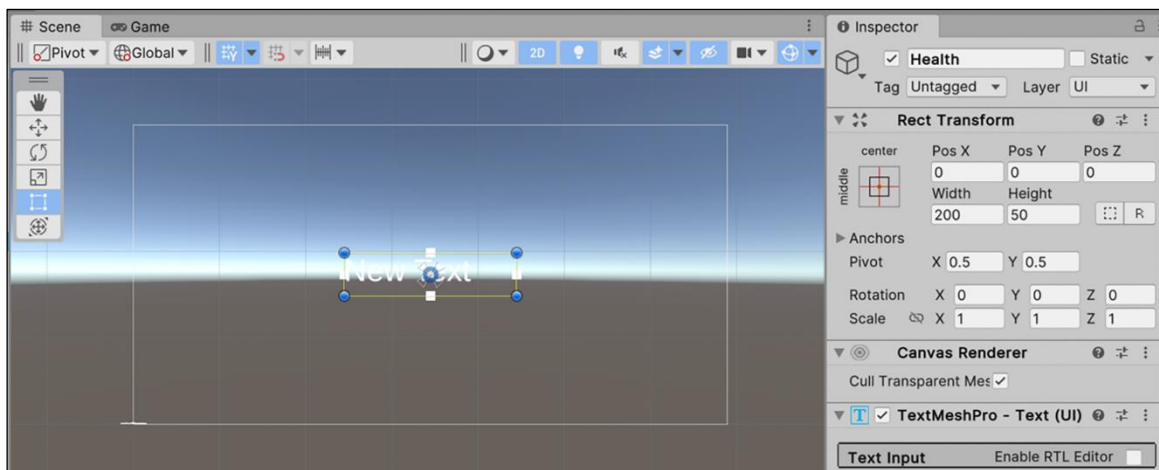 Scene Game
Pivot Global 2D
New Text
Inspector
Health Static
Tag Untagged Layer UI
Rect Transform
center Pos X Pos Y Pos Z
middle 0 0 0
Width Height
200 50 R
Anchors
Pivot X 0.5 Y 0.5
Rotation X 0 Y 0 Z 0
Scale X 1 Y 1 Z 1
Canvas Renderer
Cull Transparent Mes
TextMeshPro - Text (UI)
Text Input Enable RTL Editor